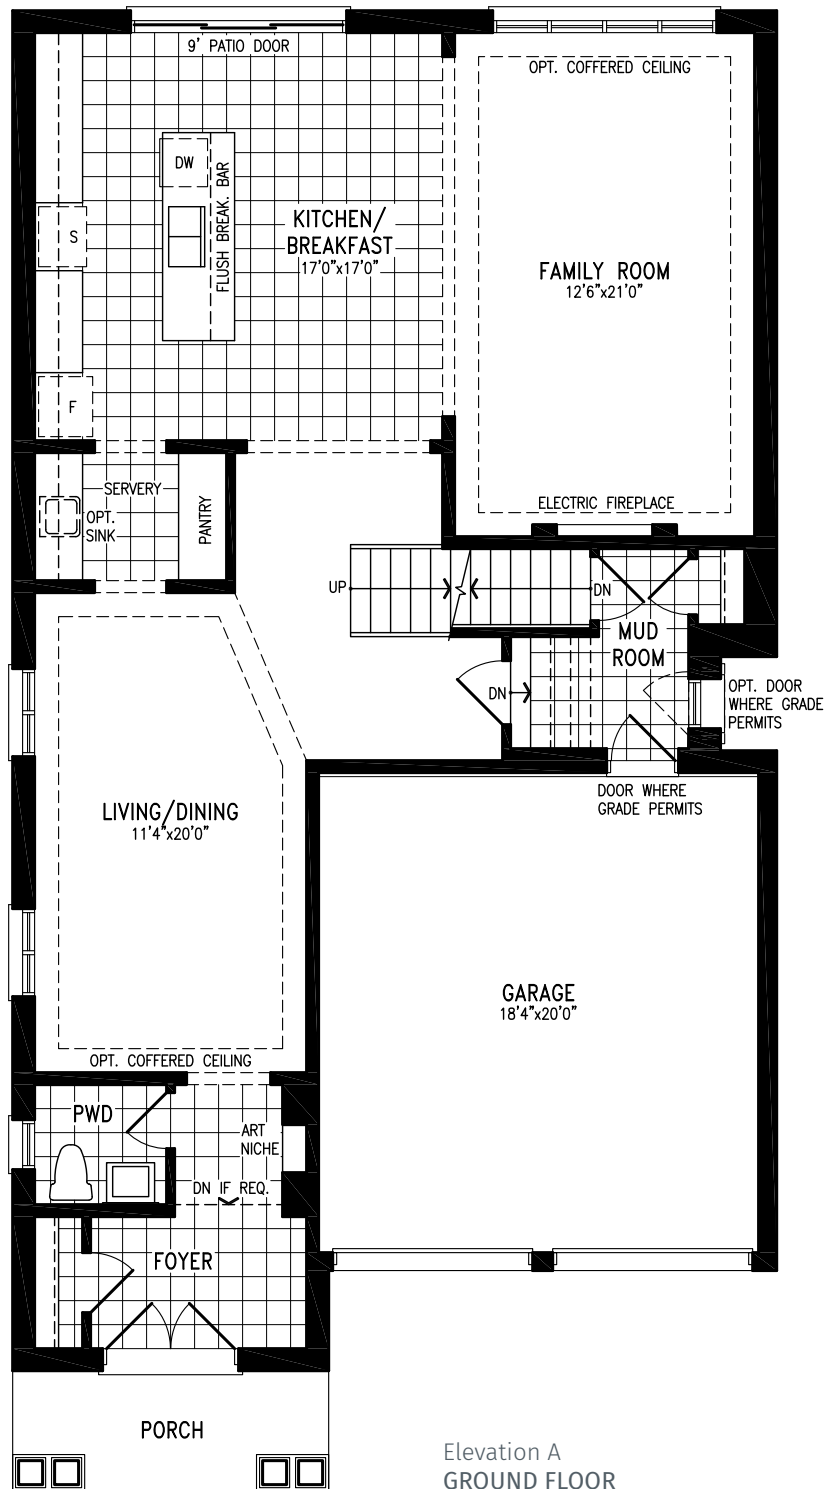 9' PATIO DOOR
OPT. COFFERED CEILING
DW
FLUSH BREAK. BAR
S
KITCHEN/
BREAKFAST
17'0"x17'0"
FAMILY ROOM
12'6"x21'0"
F
SERVERY
OPT.
SINK
PANTRY
ELECTRIC FIREPLACE
UP
DN
MUD
ROOM
DN
OPT. DOOR
WHERE GRADE
PERMITS
DOOR WHERE
GRADE PERMITS
LIVING/DINING
11'4"x20'0"
GARAGE
18'4"x20'0"
OPT. COFFERED CEILING
PWD
ART
NICHE
DN IF REQ.
FOYER
PORCH
Elevation A
GROUND FLOOR